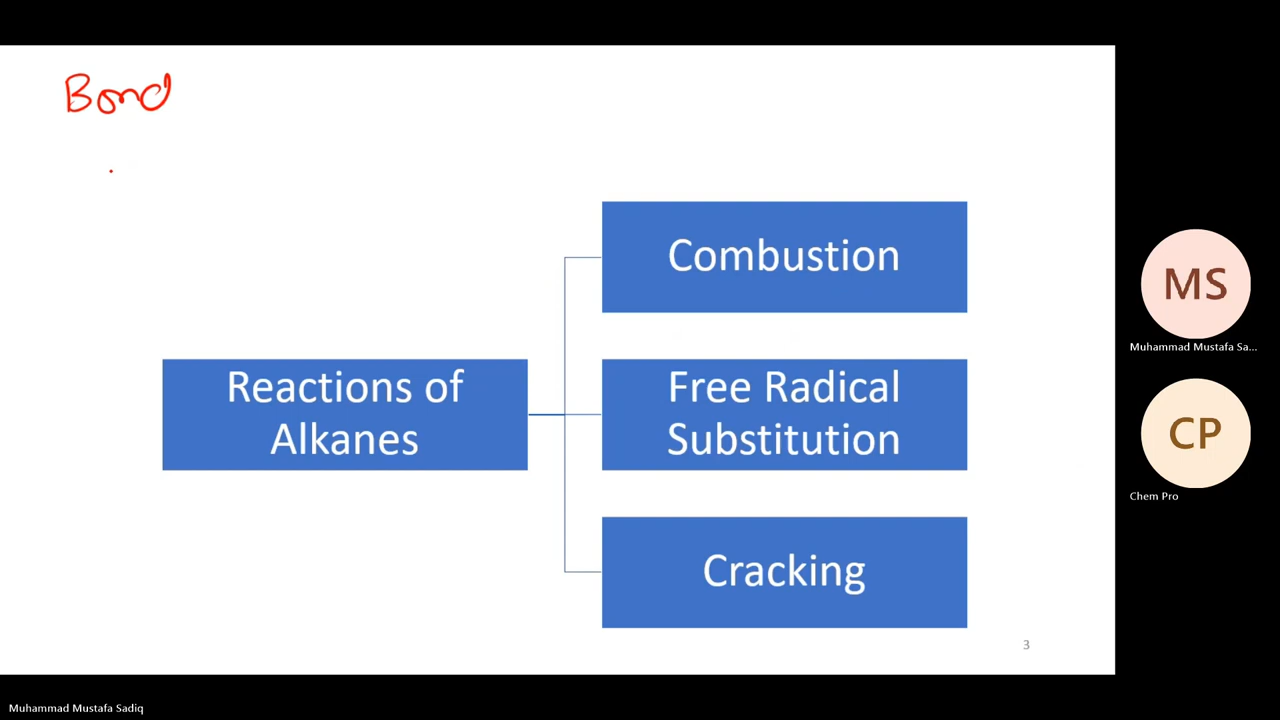 Bond
Combustion
Reactions of
Alkanes
Free Radical
Substitution
Cracking
3
MS
Muhammad Mustafa Sa...
CP
Chem Pro
Muhammad Mustafa Sadiq